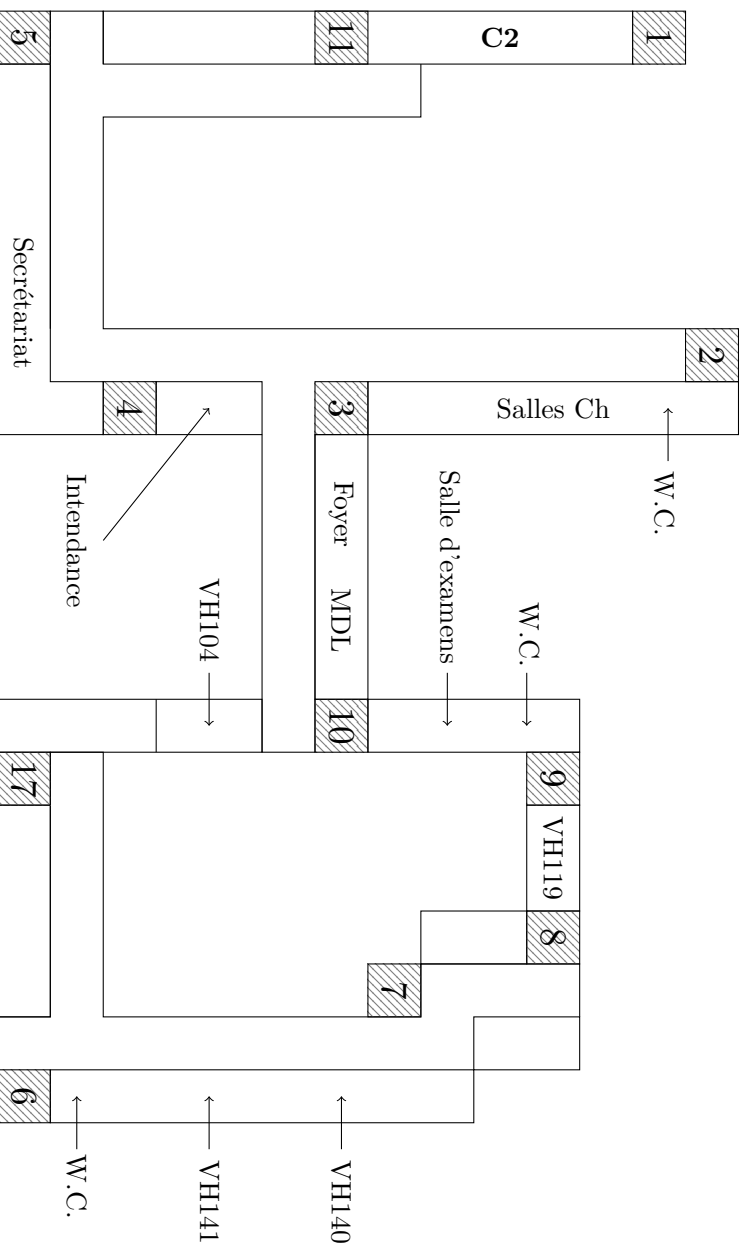 5
11
C2
1
2
Secrétariat
4
3
Salles Ch
W.C.
Intendance
Foyer MDL
Salle d'examens
VH104
W.C.
10
17
9
VH119
8
7
6
W.C.
VH141
VH140